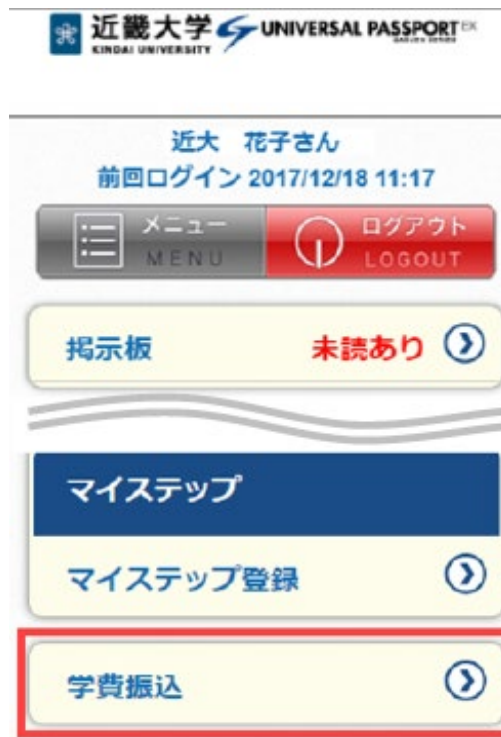 近畿大学 UNIVERSAL PASSPORT EX
KINDAI UNIVERSITY
近大 花子さん
前回ログイン 2017/12/18 11:17
メニュー ログアウト
MENU LOGOUT
掲示板 未読あり
マイステップ
マイステップ登録
学費振込